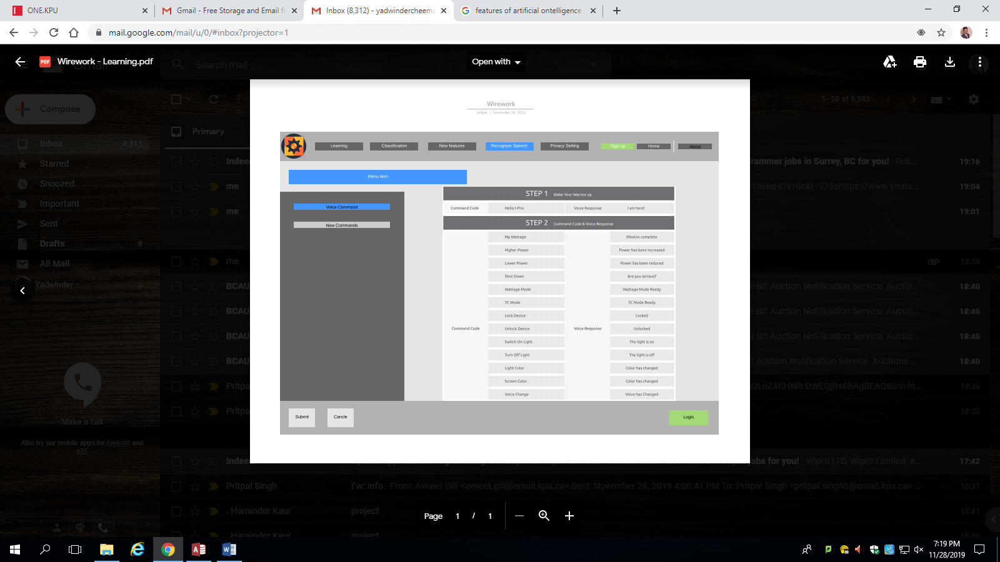 ONE.KPU
Gmail - Free Storage and Email fr
Inbox (8,312) - yadwindercheema
features of artificial ontelligence
mail.google.com/mail/u/0/#inbox?projector=1
PDF Wirework - Learning.pdf
Search mail
Open with
Compose
1–50 of 9,593
Primary
Inbox 8,311
Starred
Snoozed
Important
Sent
Drafts 8
All Mail
Yadwinder
Make a call
Also try our mobile apps for Android and
iOS
Wirework
pritpal | November 28, 2019
Learning Classification New features Recognize Speech Privacy Setting Sign up Home About
Menu item
Voice Command
New Commands
STEP 1 Wake Your Warrior up
Command Code Hello I-Priv Voice Response I am here!
STEP 2 Command Code & Voice Response
My Wattage Mission complete
Higher Power Power has been increased
Lower Power Power has been reduced
Shut Down Are you serious?
Wattage Mode Wattage Mode Ready
TC Mode TC Mode Ready
Lock Device Locked
Command Code Unlock Device Voice Response Unlocked
Switch On Light The light is on
Turn Off Light The light is off
Light Color Color has changed
Screen Color Color has changed
Voice Change Voice has Changed
Submit Cancle Login
Indee rammer jobs in Surrey, BC for you! - Reli... 19:16
me =UI6lqHOVHic&t=225shttps://www.youtu... 19:04
me 19:01
me 18:59
BCAU BC Auction Notification Service. Auctio... 18:40
BCAU BC Auction Notification Service. Auctio... 18:40
BCAU BC Auction Notification Service. Auctio... 18:40
BCAU Auction Notification Service. Auctions ... 18:40
Pritpa ULnZ4KHWh-DWEQjRx6BAgBEAQ&url=ht... 18:36
Pritpa 18:32
Indee jobs for you! - Wipro LTD, Wipro Limited, a... 17:42
Pritpal Singh Fw: info - From: Avneet Gill <avneet.gill@email.kpu.ca> Sent: November 28, 2019 4:00:41 PM To: Pritpal Singh <pritpal.singh3@email.kpu.ca> ... 16:31
. Harninder Kaur project 15:41
. Harninder Kaur project 15:40
Page 1 / 1
7:19 PM
11/28/2019